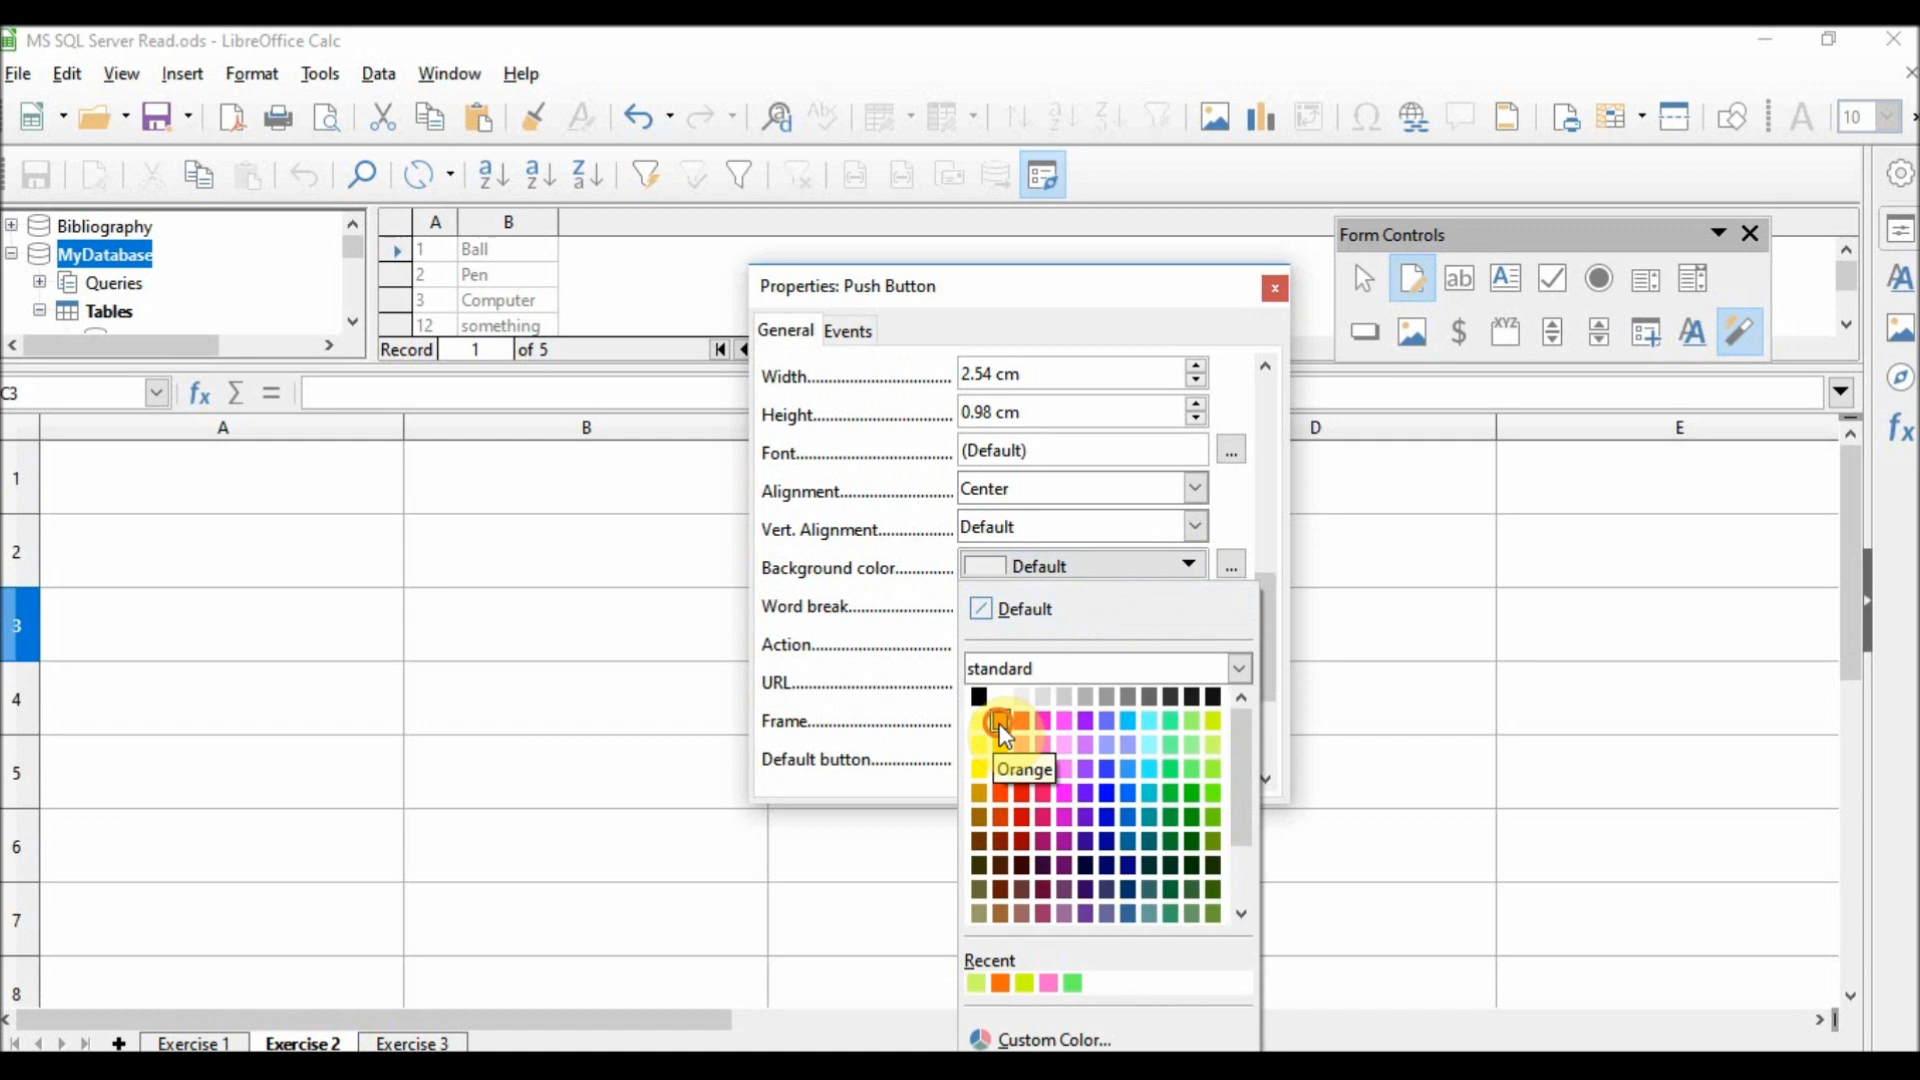 MS SQL Server Read.ods - LibreOffice Calc
File Edit View Insert Format Tools Data Window Help
10
Bibliography
MyDatabase
Queries
Tables
A B
1 Ball
2 Pen
3 Computer
12 something
Record 1 of 5
Form Controls
Properties: Push Button
General Events
Width 2.54 cm
Height 0.98 cm
Font (Default) ...
Alignment Center
Vert. Alignment Default
Background color Default ...
Word break
Action
URL
Frame
Default button
Default
standard
Orange
Recent
Custom Color...
C3
A B D E
1
2
3
4
5
6
7
8
Exercise 1 Exercise 2 Exercise 3